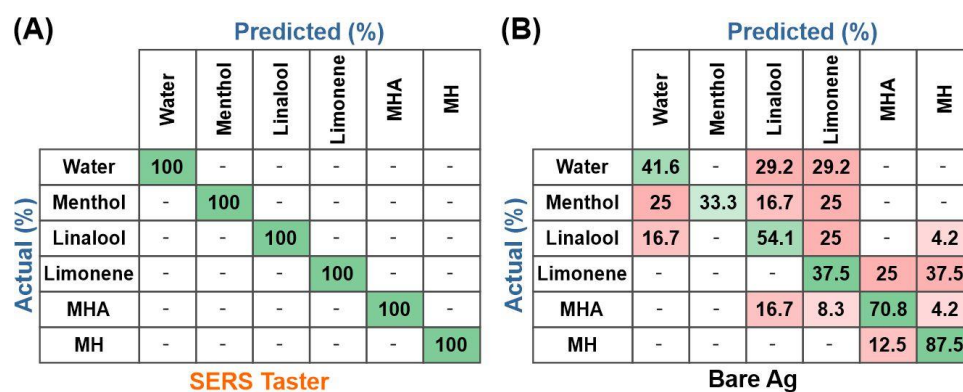 (A)
Predicted (%)
Water Menthol Linalool Limonene MHA MH
Actual (%)
Water 100 - - - - -
Menthol - 100 - - - -
Linalool - - 100 - - -
Limonene - - - 100 - -
MHA - - - - 100 -
MH - - - - - 100
SERS Taster
(B)
Predicted (%)
Water Menthol Linalool Limonene MHA MH
Actual (%)
Water 41.6 - 29.2 29.2 - -
Menthol 25 33.3 16.7 25 - -
Linalool 16.7 - 54.1 25 - 4.2
Limonene - - - 37.5 25 37.5
MHA - - 16.7 8.3 70.8 4.2
MH - - - - 12.5 87.5
Bare Ag